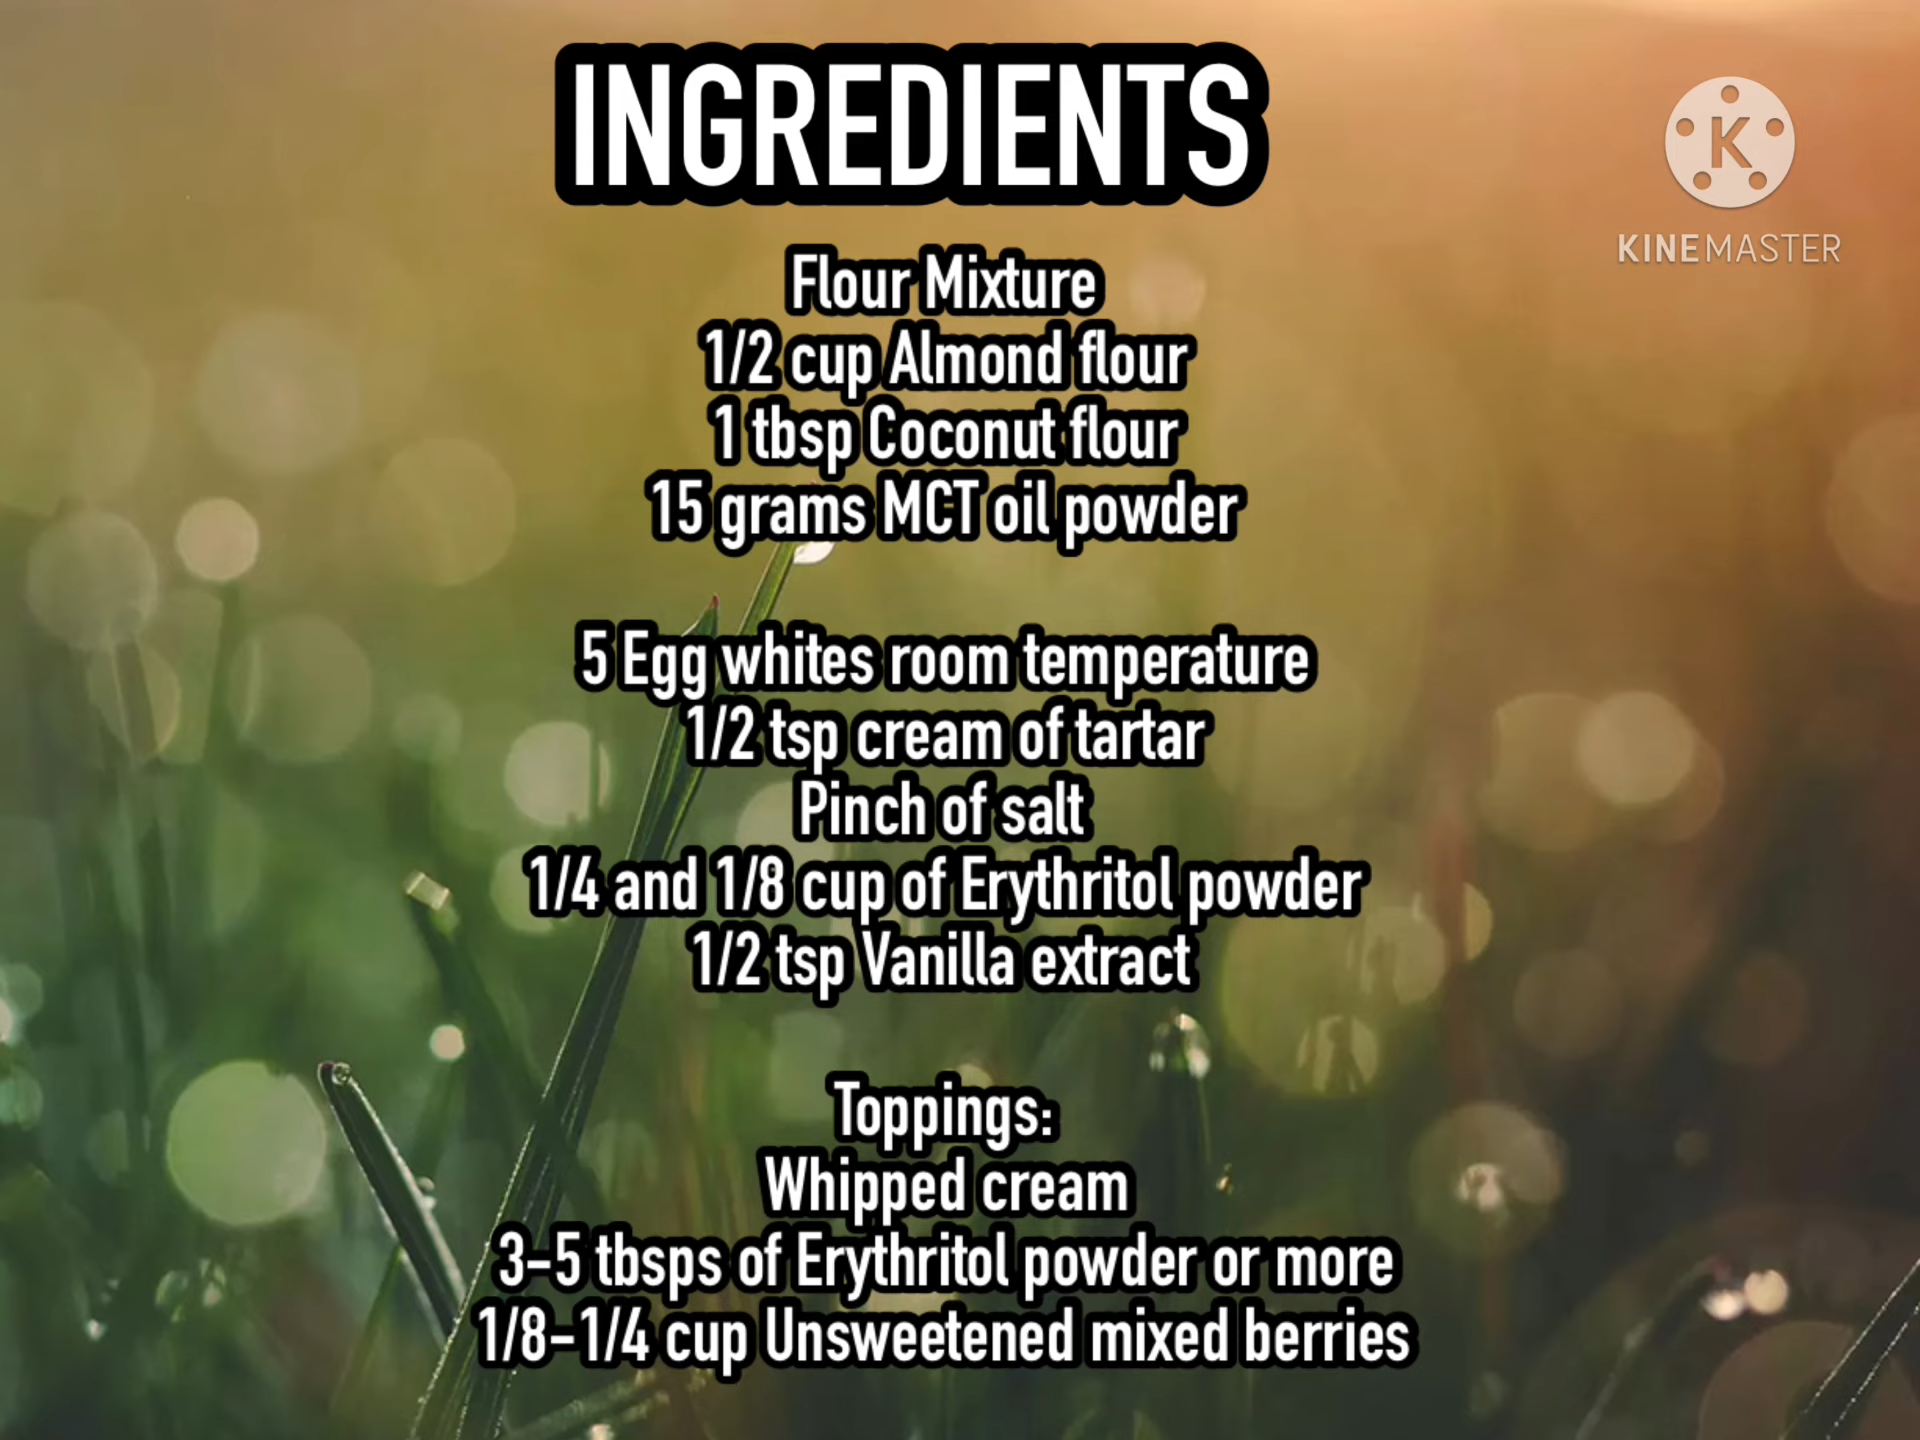 INGREDIENTS
KINEMASTER
Flour Mixture
1/2 cup Almond flour
1 tbsp Coconut flour
15 grams MCT oil powder
5 Egg whites room temperature
1/2 tsp cream of tartar
Pinch of salt
1/4 and 1/8 cup of Erythritol powder
1/2 tsp Vanilla extract
Toppings:
Whipped cream
3-5 tbsps of Erythritol powder or more
1/8-1/4 cup Unsweetened mixed berries